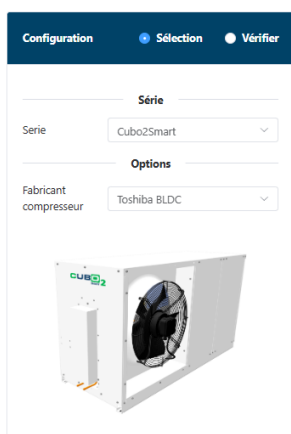 Configuration Sélection Vérifier
Série
Serie Cubo2Smart
Options
Fabricant
compresseur Toshiba BLDC
CUBO2